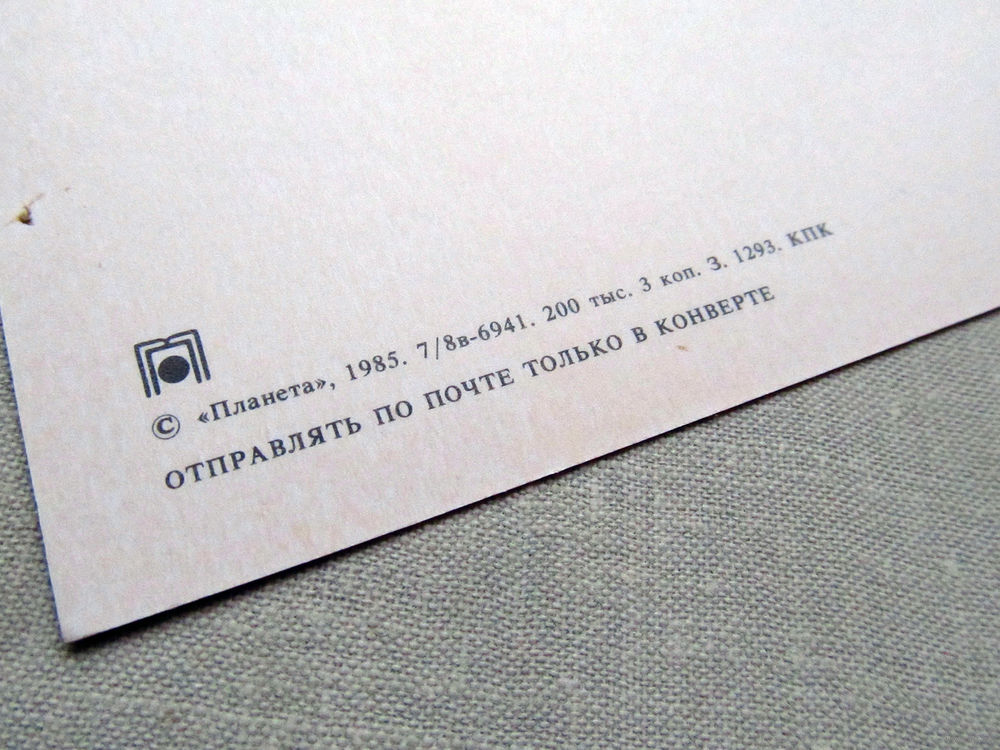 © «Планета», 1985. 7/8в-6941. 200 тыс. 3 коп. З. 1293. КПК
ОТПРАВЛЯТЬ ПО ПОЧТЕ ТОЛЬКО В КОНВЕРТЕ